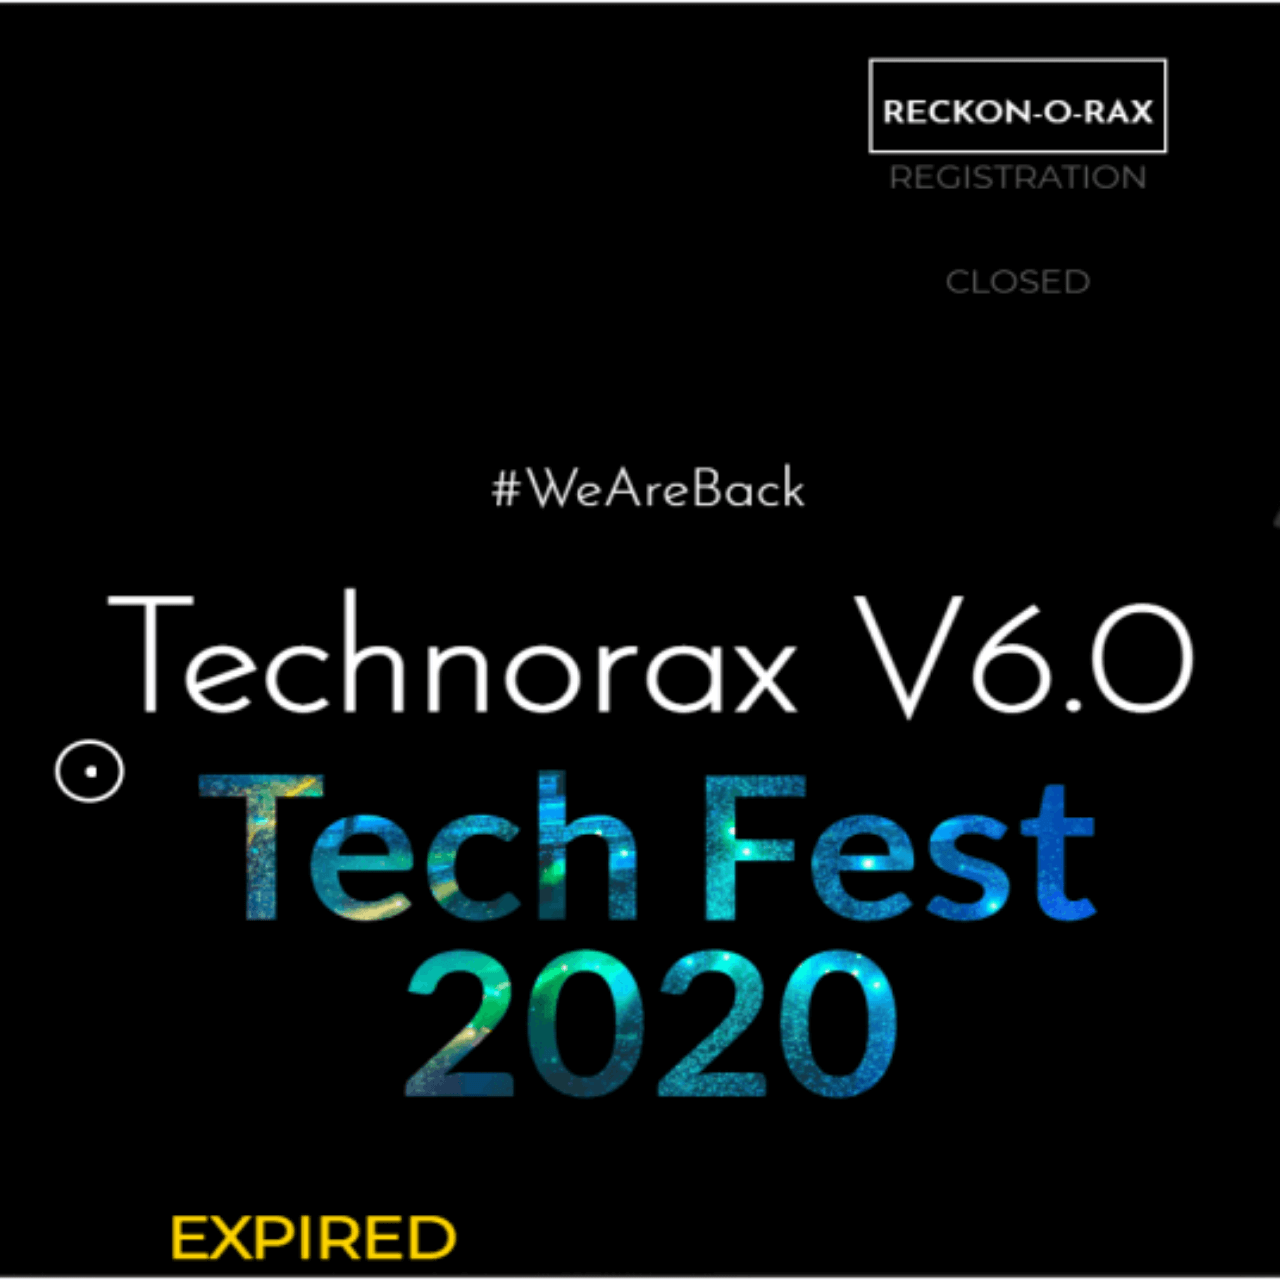 RECKON-O-RAX
REGISTRATION
CLOSED
#WeAreBack
Technorax V6.0
Tech Fest
2020
EXPIRED